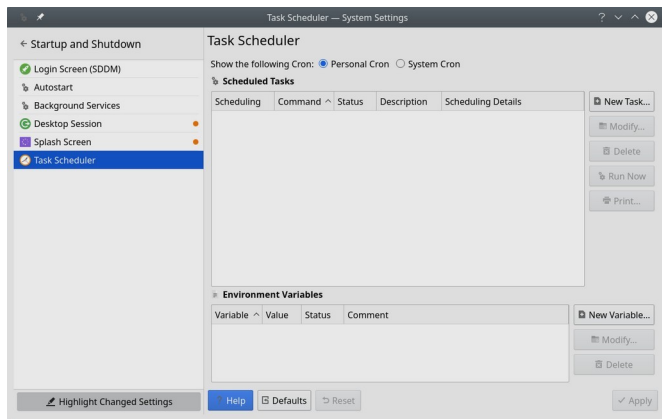 Task Scheduler — System Settings
← Startup and Shutdown
Login Screen (SDDM)
Autostart
Background Services
Desktop Session
Splash Screen
Task Scheduler
Highlight Changed Settings
Task Scheduler
Show the following Cron: Personal Cron System Cron
Scheduled Tasks
Scheduling Command Status Description Scheduling Details
New Task...
Modify...
Delete
Run Now
Print...
Environment Variables
Variable Value Status Comment
New Variable...
Modify...
Delete
Help Defaults Reset Apply